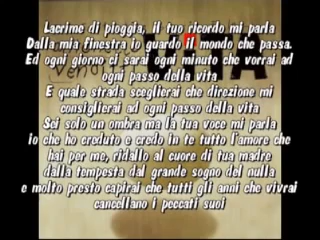 Lacrime di pioggia, il tuo ricordo mi parla
Dalla mia finestra io guardo il mondo che passa.
Ed ogni giorno ci sarai ogni minuto che vorrai ad
ogni passo della vita
E quale strada sceglierai che direzione mi
consiglierai ad ogni passo della vita
Sei solo un ombra ma là tua voce mi parla
io che ho creduto e credo in te tutto l'amore che
hai per me, ridallo al cuore di tua madre
dalla tempesta dal grande sogno del nulla
e molto presto capirai che tutti gli anni che vivrai
cancellano i peccati suoi